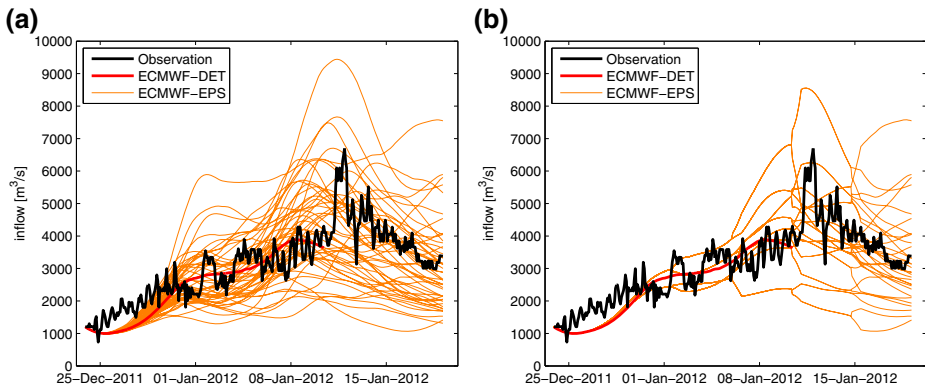 (a)
10000
9000
8000
7000
6000
5000
4000
3000
2000
1000
0
inflow [m³/s]
Observation
ECMWF−DET
ECMWF−EPS
25−Dec−2011
01−Jan−2012
08−Jan−2012
15−Jan−2012
(b)
10000
9000
8000
7000
6000
5000
4000
3000
2000
1000
0
inflow [m³/s]
Observation
ECMWF−DET
ECMWF−EPS
25−Dec−2011
01−Jan−2012
08−Jan−2012
15−Jan−2012